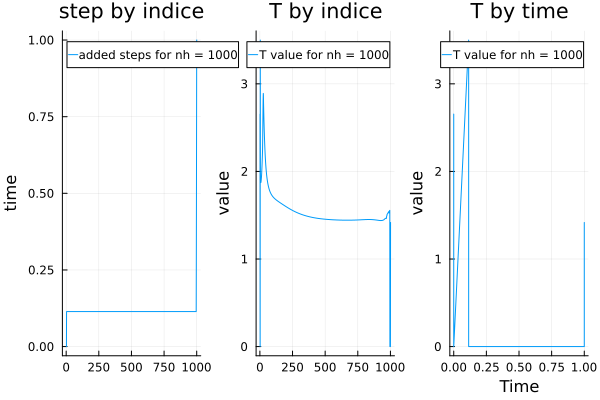 step by indice
T by indice
T by time
added steps for nh = 1000
T value for nh = 1000
T value for nh = 1000
1.00
0.75
0.50
0.25
0.00
time
0
250
500
750
1000
3
2
1
0
value
0
250
500
750
1000
3
2
1
0
value
0.00
0.25
0.50
0.75
1.00
Time